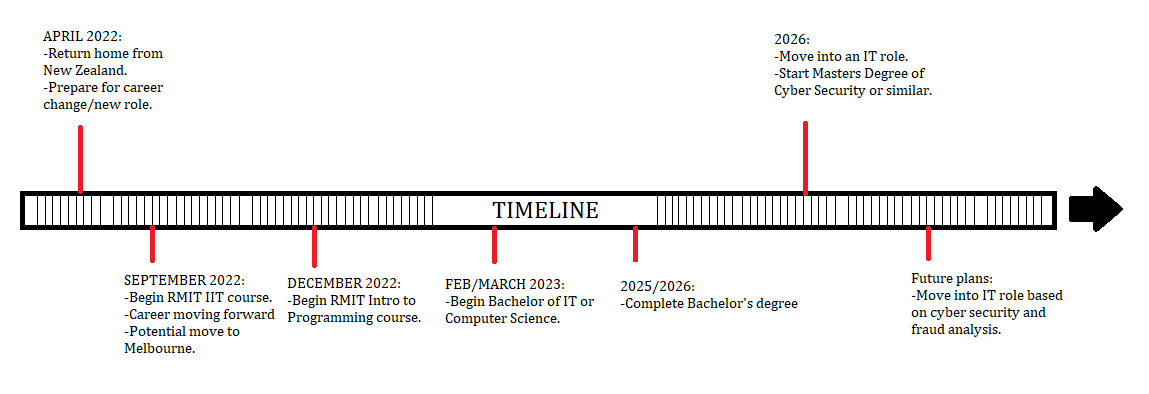 APRIL 2022:
-Return home from
New Zealand.
-Prepare for career
change/new role.
2026:
-Move into an IT role.
-Start Masters Degree of
Cyber Security or similar.
TIMELINE
SEPTEMBER 2022:
-Begin RMIT IIT course.
-Career moving forward
-Potential move to
Melbourne.
DECEMBER 2022:
-Begin RMIT Intro to
Programming course.
FEB/MARCH 2023:
-Begin Bachelor of IT or
Computer Science.
2025/2026:
-Complete Bachelor's degree
Future plans:
-Move into IT role based
on cyber security and
fraud analysis.